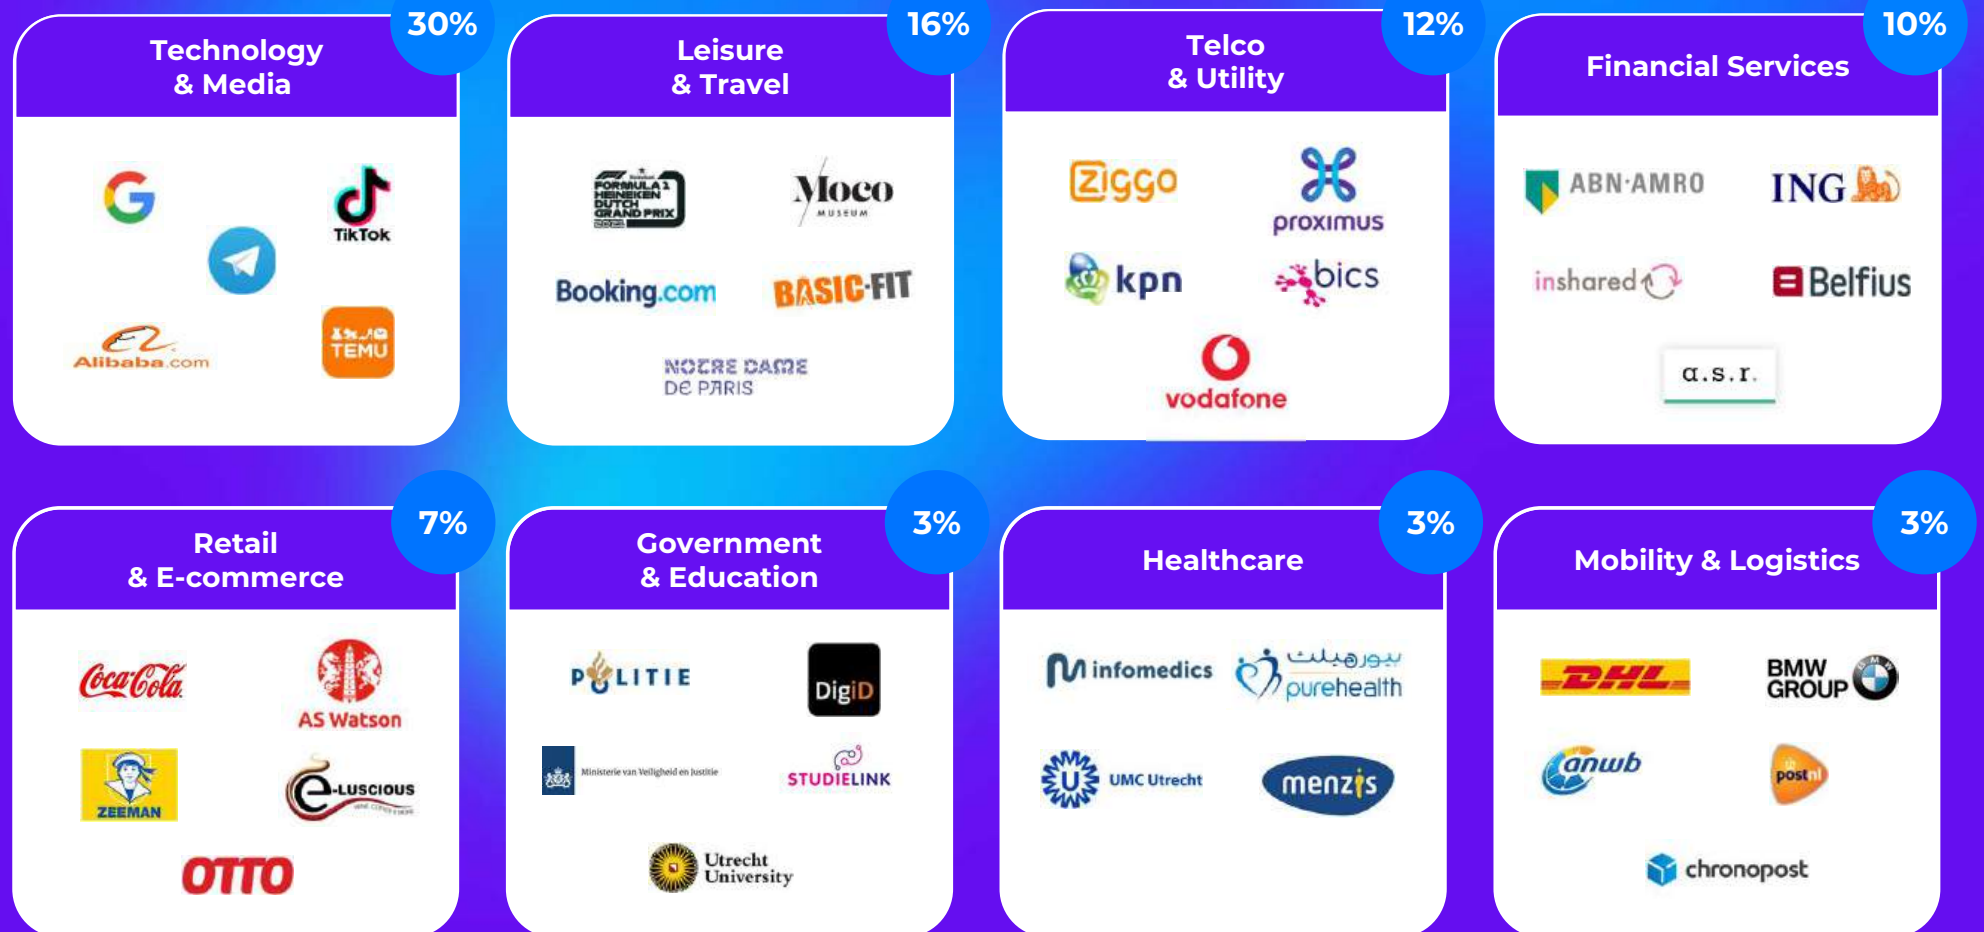 30%
Technology
& Media
G
TikTok
Alibaba.com
TEMU
16%
Leisure
& Travel
FORMULA 1
HEINEKEN
DUTCH
GRAND PRIX
Moco
MUSEUM
Booking.com
BASIC-FIT
NOTRE DAME
DE PARIS
12%
Telco
& Utility
ziggo
proximus
kpn
bics
vodafone
10%
Financial Services
ABN·AMRO
ING
inshared
Belfius
a.s.r.
7%
Retail
& E-commerce
Coca-Cola
AS Watson
ZEEMAN
e-LUSCIOUS
OTTO
3%
Government
& Education
POLITIE
DigiD
Ministerie van Veiligheid en Justitie
STUDIELINK
Utrecht
University
3%
Healthcare
infomedics
بيورهيلث
purehealth
U
UMC Utrecht
menzis
3%
Mobility & Logistics
DHL
BMW
GROUP
BMW
anwb
postnl
chronopost